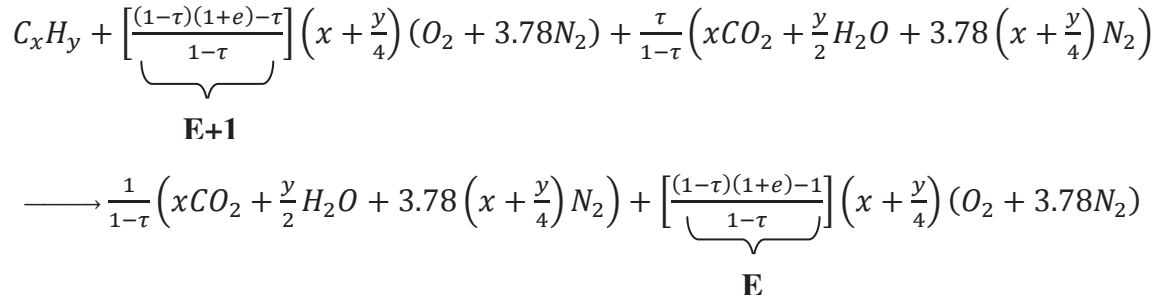 C_xH_y + [((1−τ)(1+e)−τ)/(1−τ)] (x + y/4) (O_2 + 3.78N_2) + τ/(1−τ) (xCO_2 + y/2 H_2O + 3.78 (x + y/4) N_2)
E+1
⟶ 1/(1−τ) (xCO_2 + y/2 H_2O + 3.78 (x + y/4) N_2) + [((1−τ)(1+e)−1)/(1−τ)] (x + y/4) (O_2 + 3.78N_2)
E